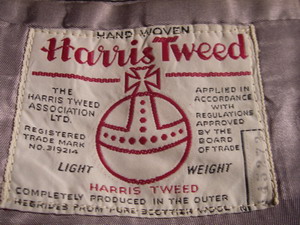 HAND WOVEN
Harris Tweed
THE
HARRIS TWEED
ASSOCIATION
LTD.
REGISTERED
TRADE MARK
NO. 319214
APPLIED IN
ACCORDANCE
WITH
REGULATIONS
APPROVED
BY THE
BOARD OF
TRADE
LIGHT WEIGHT
HARRIS TWEED
COMPLETELY PRODUCED IN THE OUTER
HEBRIDES FROM PURE SCOTTISH WOOL